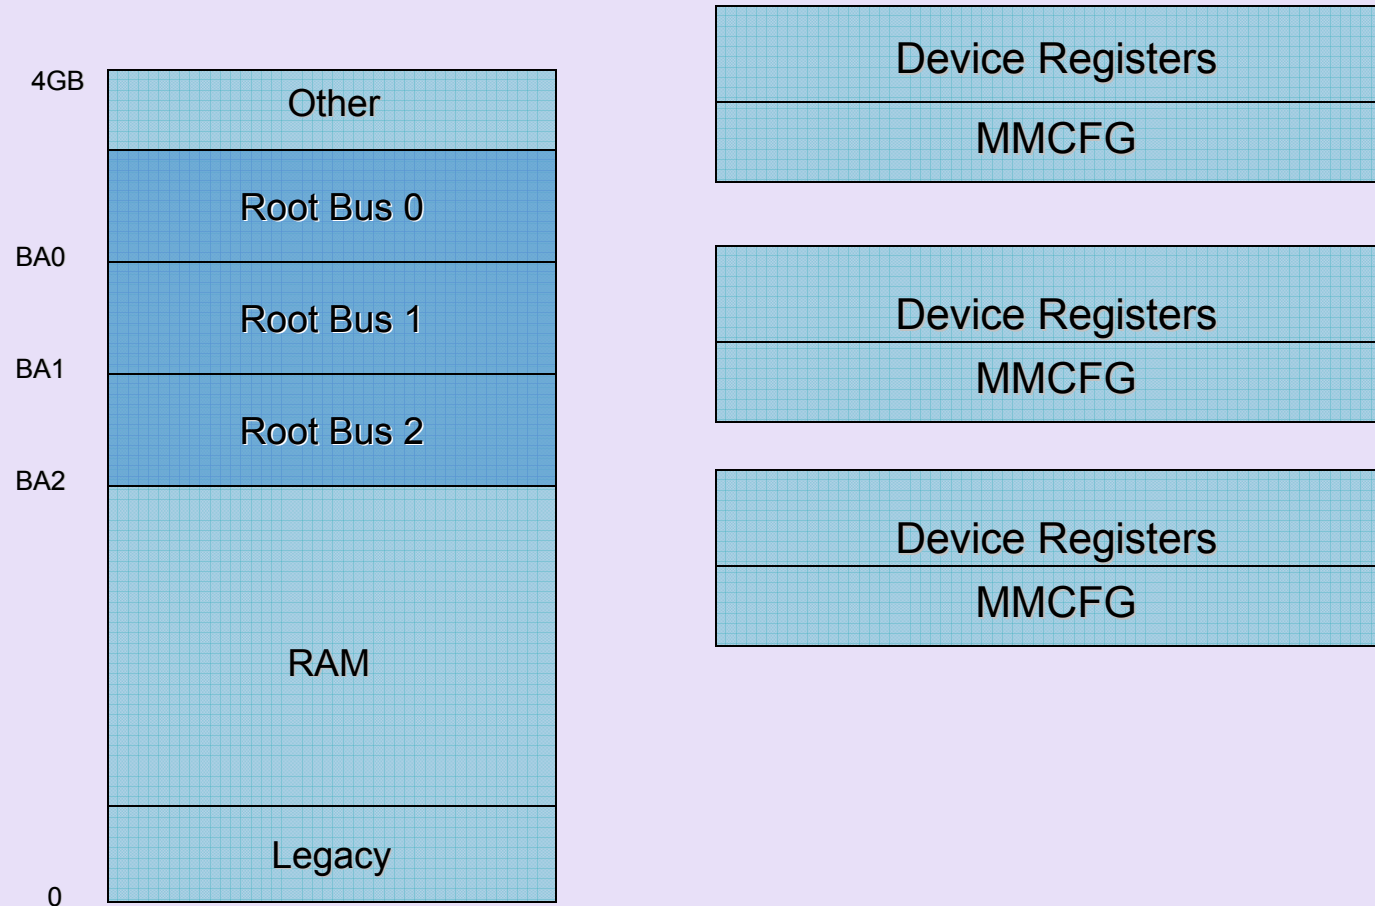 4GB
Other
Root Bus 0
BA0
Root Bus 1
BA1
Root Bus 2
BA2
RAM
Legacy
0
Device Registers
MMCFG
Device Registers
MMCFG
Device Registers
MMCFG